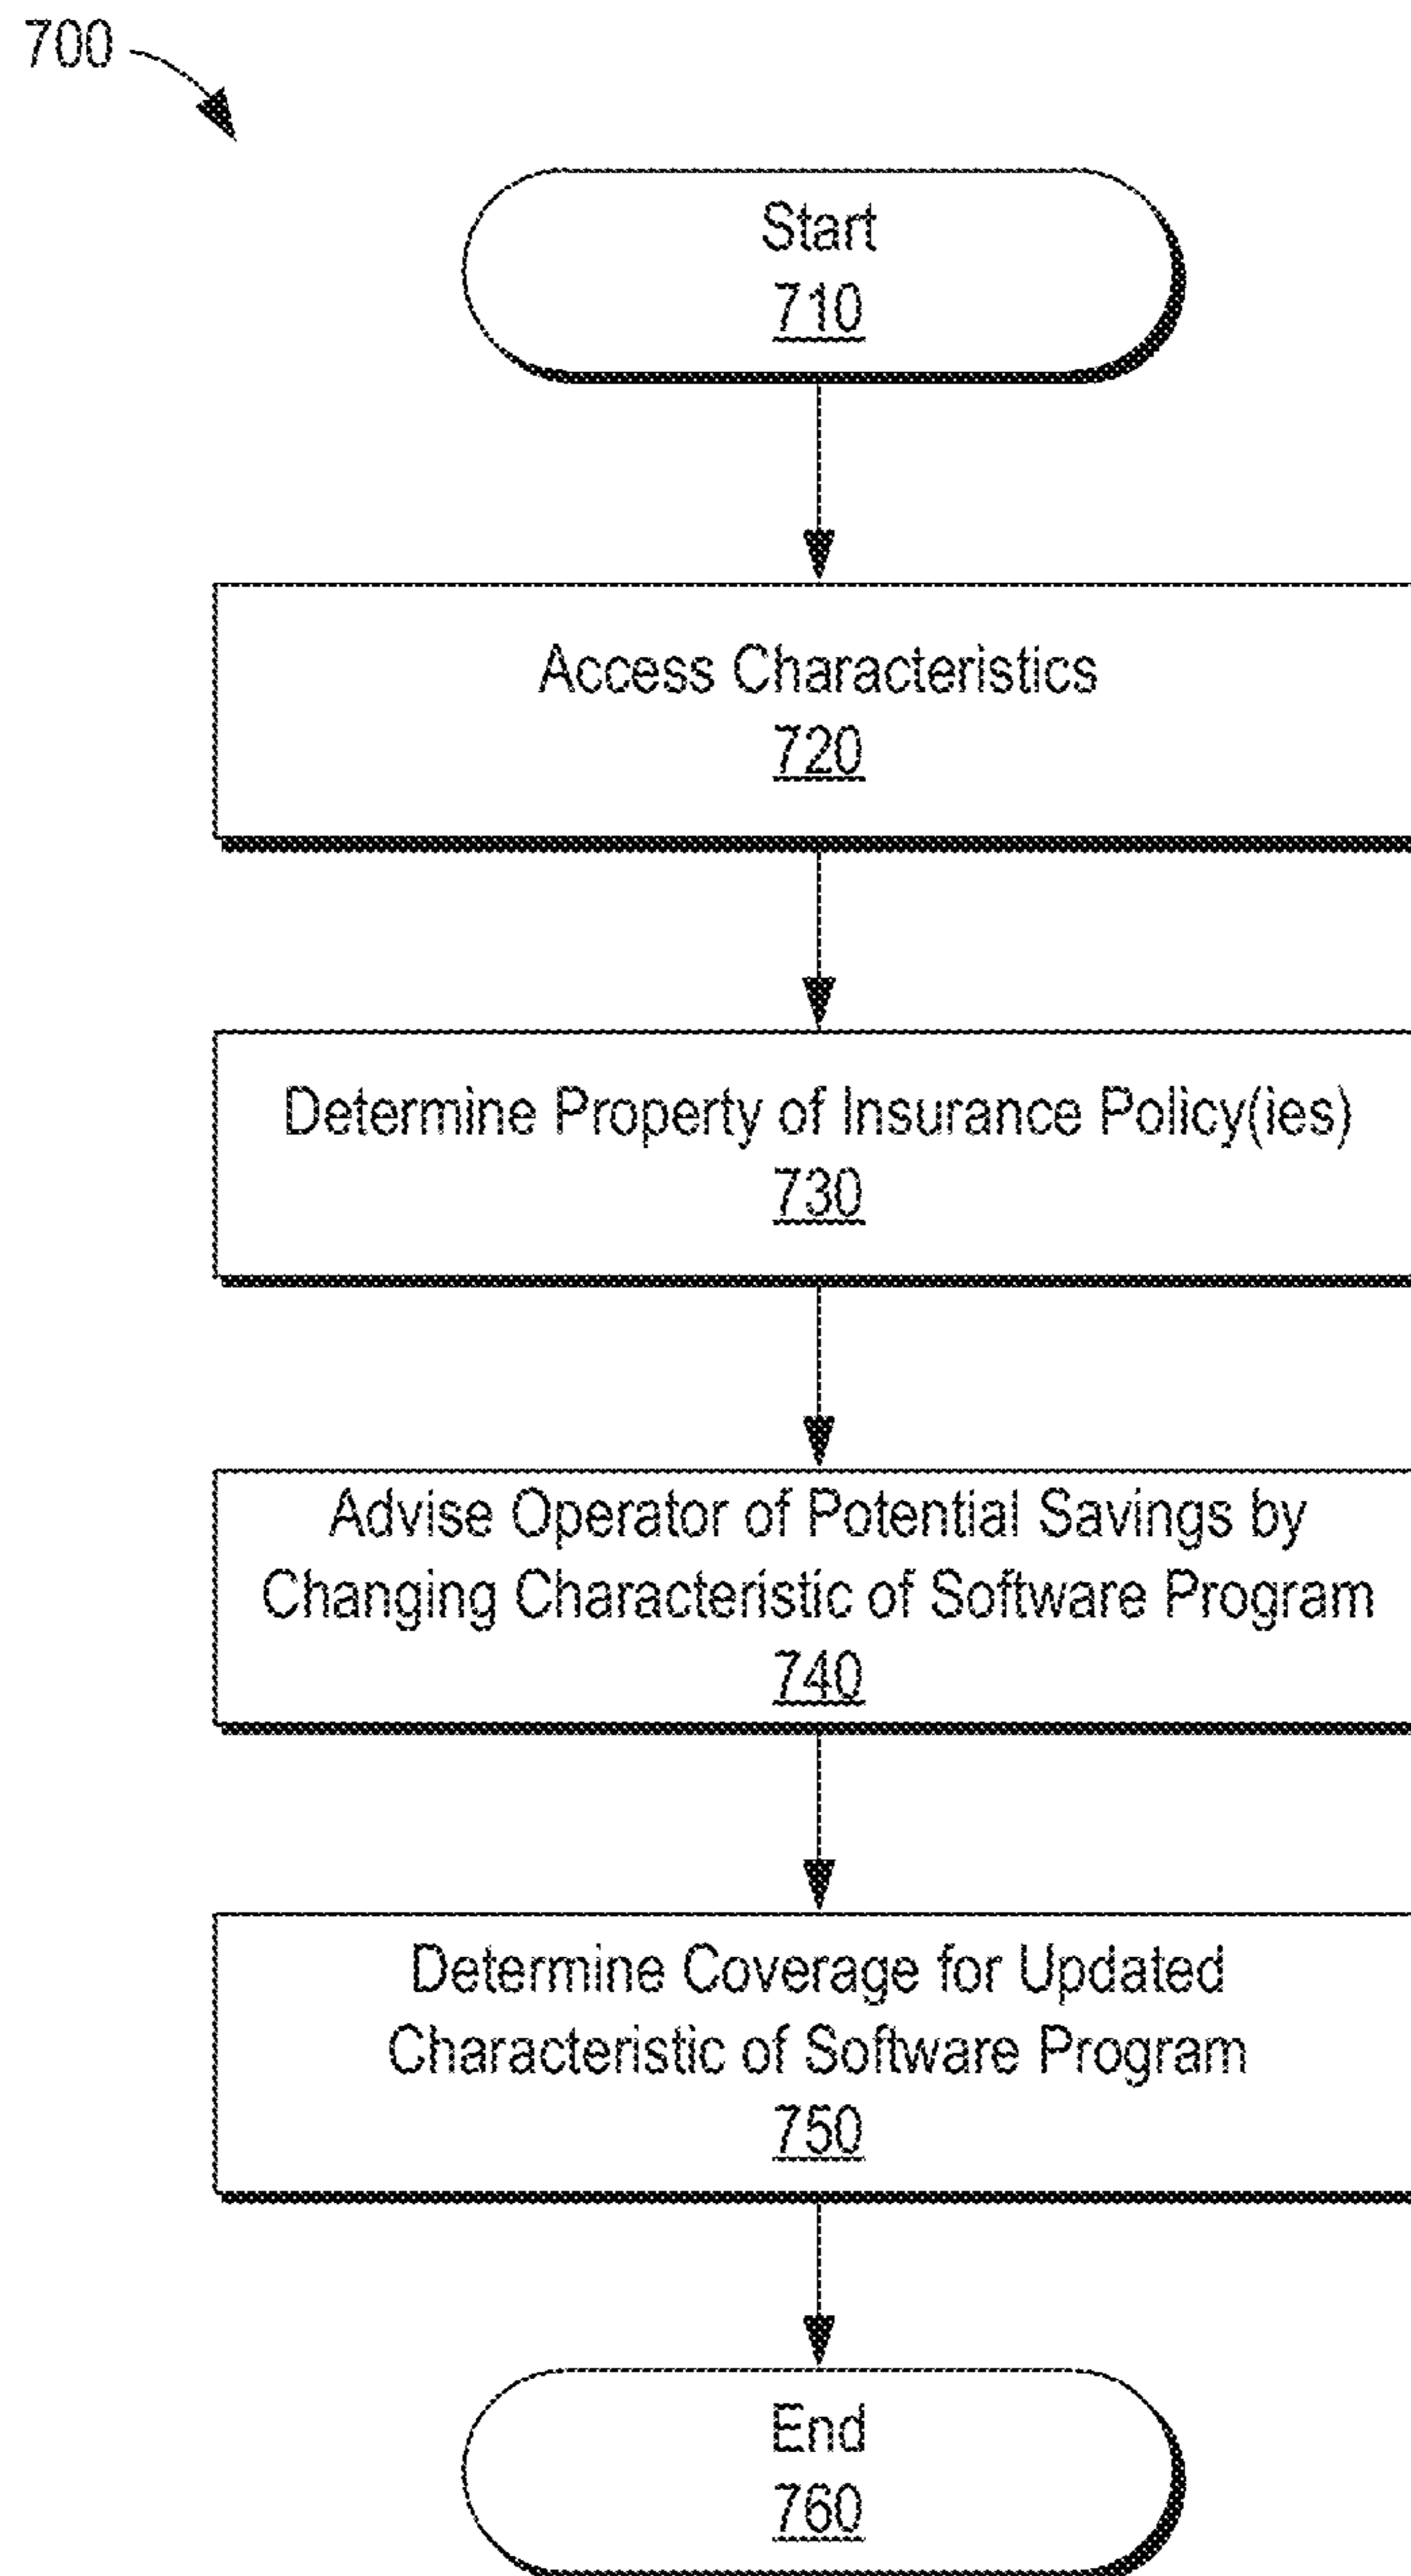 700
Start
710
Access Characteristics
720
Determine Property of Insurance Policy(ies)
730
Advise Operator of Potential Savings by
Changing Characteristic of Software Program
740
Determine Coverage for Updated
Characteristic of Software Program
750
End
760